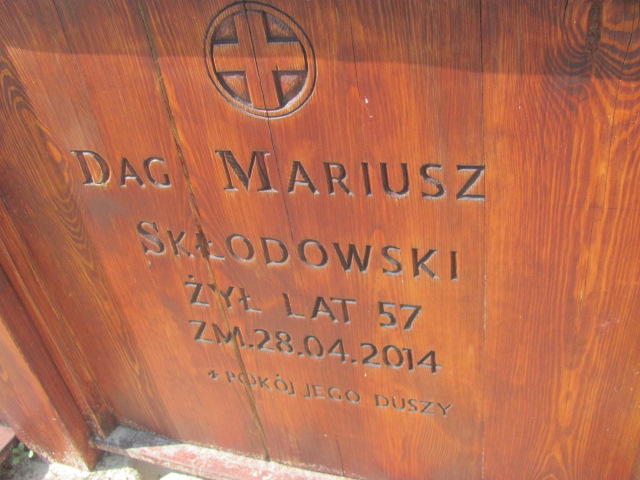 DAG MARIUSZ
SKŁODOWSKI
ŻYŁ LAT 57
ZM.28.04.2014
POKÓJ JEGO DUSZY